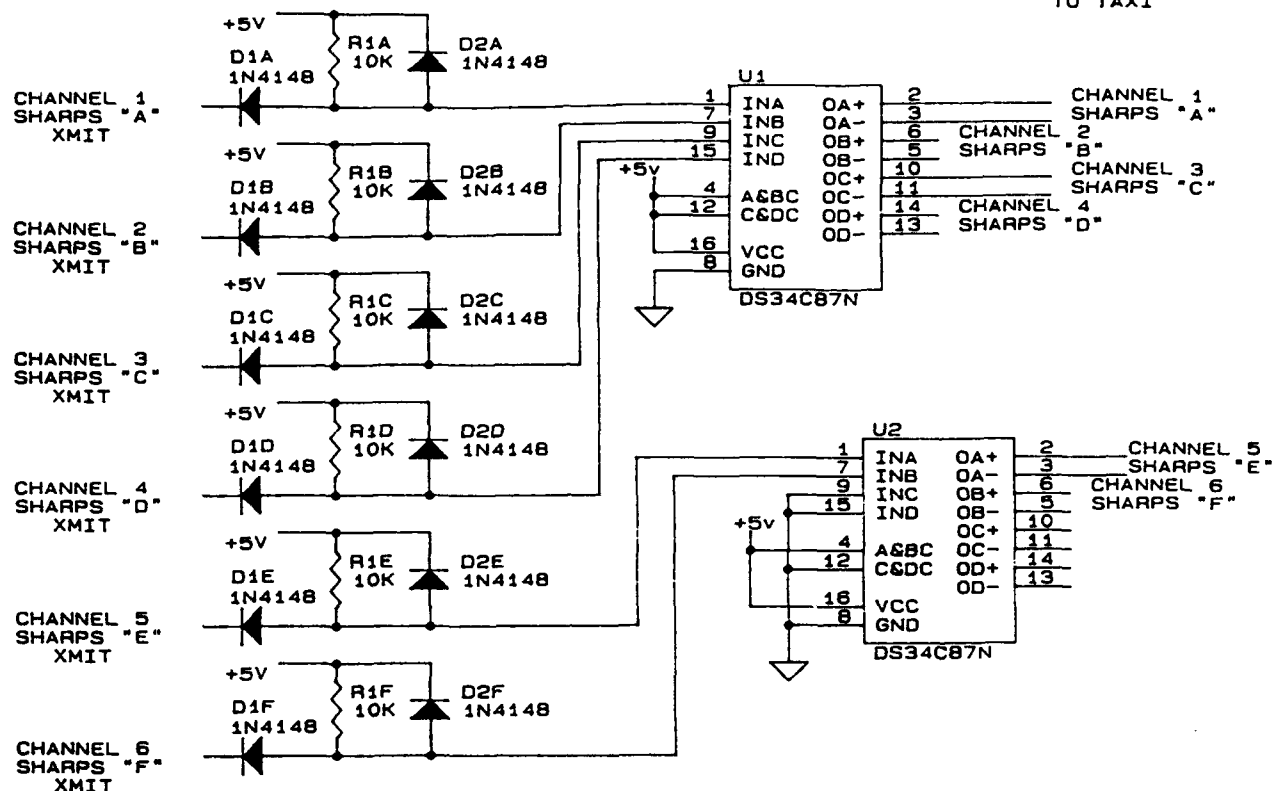 TO TAXI
+5V
R1A
10K
D2A
1N4148
D1A
1N4148
CHANNEL 1
SHARPS "A"
XMIT
+5V
R1B
10K
D2B
1N4148
D1B
1N4148
CHANNEL 2
SHARPS "B"
XMIT
+5V
R1C
10K
D2C
1N4148
D1C
1N4148
CHANNEL 3
SHARPS "C"
XMIT
+5V
R1D
10K
D2D
1N4148
D1D
1N4148
CHANNEL 4
SHARPS "D"
XMIT
+5V
R1E
10K
D2E
1N4148
D1E
1N4148
CHANNEL 5
SHARPS "E"
XMIT
+5V
R1F
10K
D2F
1N4148
D1F
1N4148
CHANNEL 6
SHARPS "F"
XMIT
U1
1 INA OA+ 2
7 INB OA- 3
9 INC OB+ 6
15 IND OB- 5
OC+ 10
4 A&BC OC- 11
12 C&DC OD+ 14
OD- 13
16 VCC
8 GND
DS34C87N
+5v
CHANNEL 1
SHARPS "A"
CHANNEL 2
SHARPS "B"
CHANNEL 3
SHARPS "C"
CHANNEL 4
SHARPS "D"
U2
1 INA OA+ 2
7 INB OA- 3
9 INC OB+ 6
15 IND OB- 5
OC+ 10
4 A&BC OC- 11
12 C&DC OD+ 14
OD- 13
16 VCC
8 GND
DS34C87N
+5v
CHANNEL 5
SHARPS "E"
CHANNEL 6
SHARPS "F"